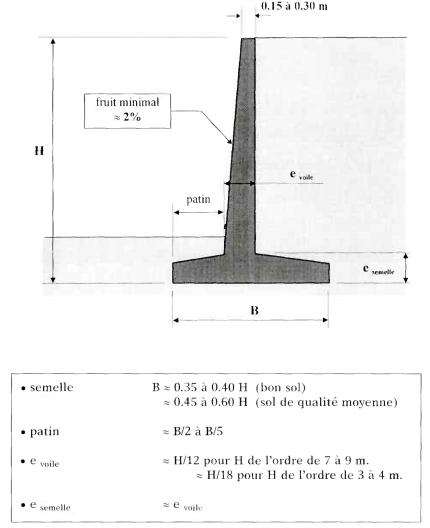 0.15 à 0.30 m
fruit minimal
≈ 2%
H
e voile
patin
e semelle
B
• semelle B ≈ 0.35 à 0.40 H (bon sol)
≈ 0.45 à 0.60 H (sol de qualité moyenne)
• patin ≈ B/2 à B/5
• e voile ≈ H/12 pour H de l'ordre de 7 à 9 m.
≈ H/18 pour H de l'ordre de 3 à 4 m.
• e semelle ≈ e voile